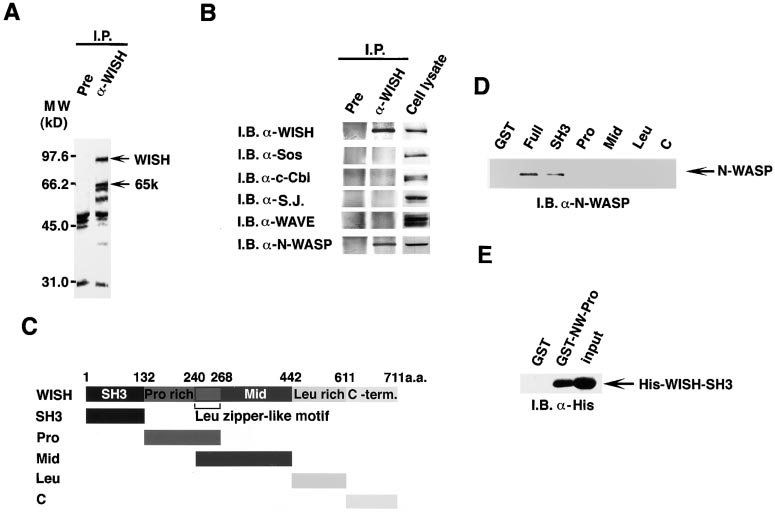 A
I.P.
Pre
α-WISH
MW
(kD)
97.6
66.2
45.0
31.0
WISH
65k
B
I.P.
Pre
α-WISH
Cell lysate
I.B. α-WISH
I.B. α-Sos
I.B. α-c-Cbl
I.B. α-S.J.
I.B. α-WAVE
I.B. α-N-WASP
C
1 132 240 268 442 611 711a.a.
WISH SH3 Pro rich Mid Leu rich C -term.
Leu zipper-like motif
SH3
Pro
Mid
Leu
C
D
GST Full SH3 Pro Mid Leu C
N-WASP
I.B. α-N-WASP
E
GST
GST-NW-Pro
input
His-WISH-SH3
I.B. α-His